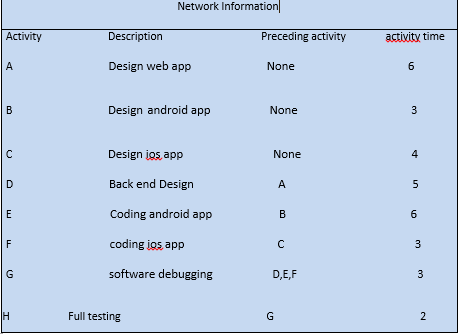 Network Information
Activity Description Preceding activity activity time
A Design web app None 6
B Design android app None 3
C Design ios app None 4
D Back end Design A 5
E Coding android app B 6
F coding ios app C 3
G software debugging D,E,F 3
H Full testing G 2